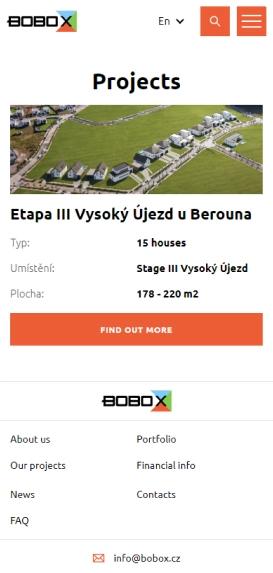 BOBOX
En
Projects
Etapa III Vysoký Újezd u Berouna
Typ: 15 houses
Umístění: Stage III Vysoký Újezd
Plocha: 178 - 220 m2
FIND OUT MORE
BOBOX
About us Portfolio
Our projects Financial info
News Contacts
FAQ
info@bobox.cz